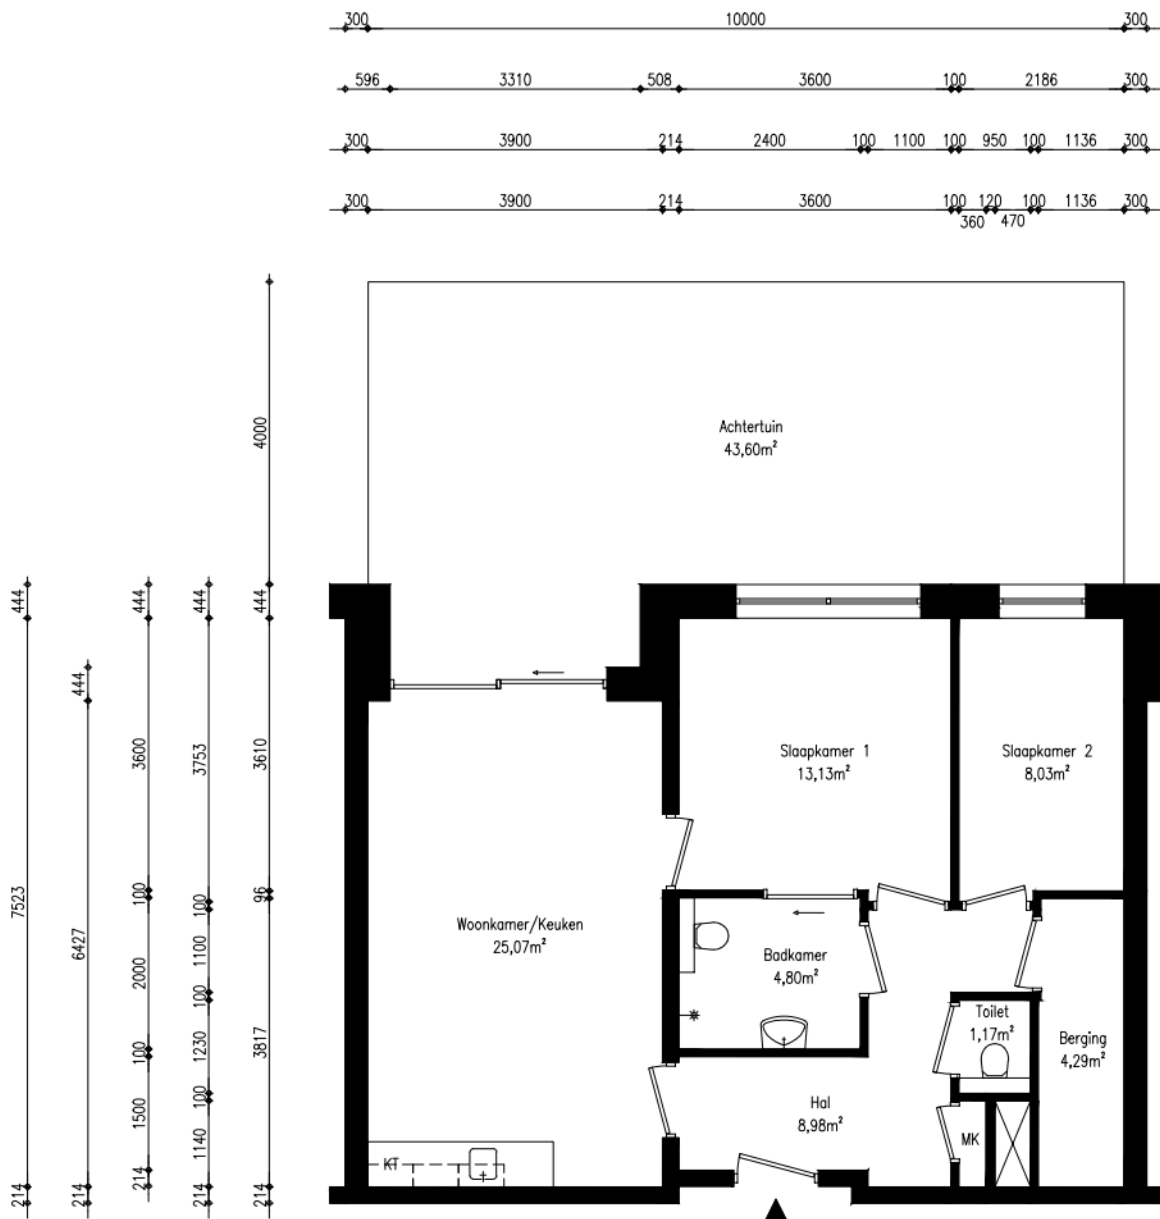 300 10000 300
596 3310 508 3600 100 2186 300
300 3900 214 2400 100 1100 100 950 100 1136 300
300 3900 214 3600 100 120 100 1136 300
360 470
4000
444 444 444 444
444
7523
6427
3600
3753
3610
100
100
96
2000
1100
100
3817
100
1230
1500
100
1140
214
214 214 214 214
Achtertuin
43,60m²
Slaapkamer 1
13,13m²
Slaapkamer 2
8,03m²
Woonkamer/Keuken
25,07m²
Badkamer
4,80m²
Toilet
1,17m²
Berging
4,29m²
Hal
8,98m²
MK
KT